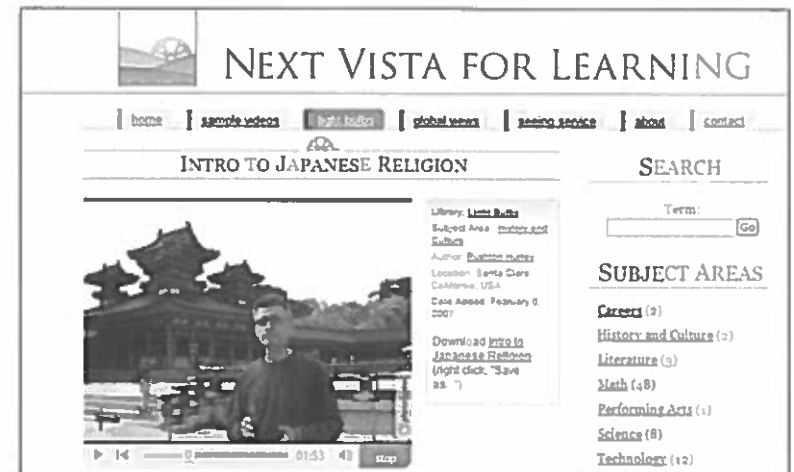 NEXT VISTA FOR LEARNING
home sample videos light bulbs global views seeing service about contact
INTRO TO JAPANESE RELIGION
Library: Light Bulbs
Subject Area: History and
Culture
Author: Rushton Hurley
Location: Santa Clara
California, USA
Date Added: February 6,
2007
Download Intro to
Japanese Religion
(right click, "Save
as...")
01:53 stop
SEARCH
Term:
Go
SUBJECT AREAS
Careers (2)
History and Culture (2)
Literature (3)
Math (48)
Performing Arts (1)
Science (8)
Technology (12)